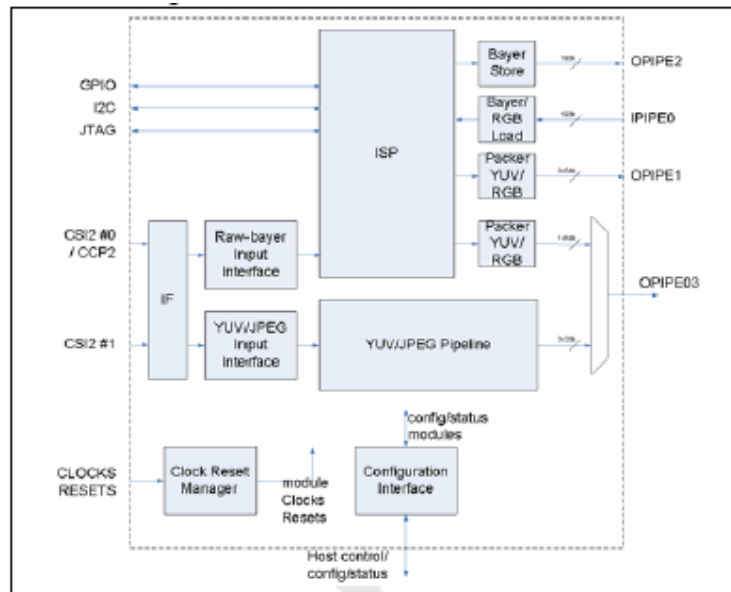 GPIO
I2C
JTAG
ISP
Bayer
Store
OPIPE2
Bayer/
RGB
Load
IPIPE0
Packer
YUV/
RGB
OPIPE1
Packer
YUV/
RGB
CSI2 #0
/ CCP2
IF
Raw-bayer
Input
Interface
OPIPE03
CSI2 #1
YUV/JPEG
Input
Interface
YUV/JPEG Pipeline
config/status
modules
CLOCKS
RESETS
Clock Reset
Manager
module
Clocks
Resets
Configuration
Interface
Host control/
config/status